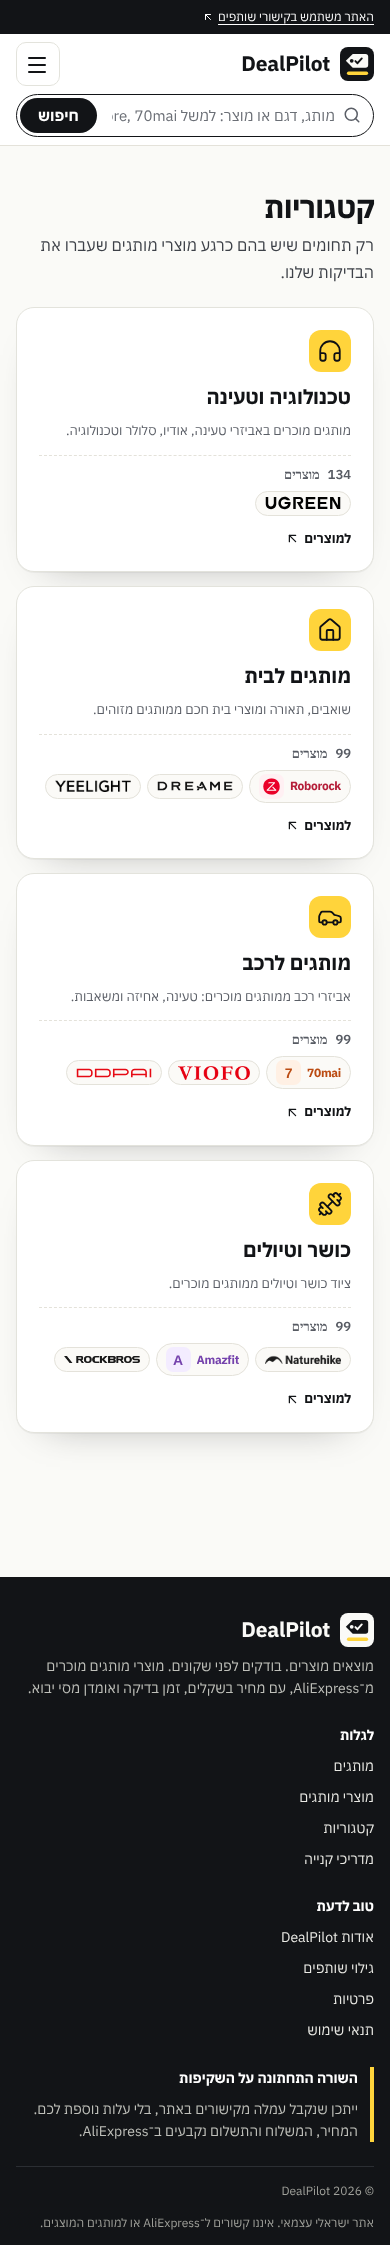 האתר משתמש בקישורי שותפים
DealPilot
מותג, דגם או מוצר: למשל 70mai ,re
חיפוש
קטגוריות
רק תחומים שיש בהם כרגע מוצרי מותגים שעברו את
הבדיקות שלנו.
טכנולוגיה וטעינה
מותגים מוכרים באביזרי טעינה, אודיו, סלולר וטכנולוגיה.
134 מוצרים
UGREEN
למוצרים
מותגים לבית
שואבים, תאורה ומוצרי בית חכם ממותגים מזוהים.
99 מוצרים
Roborock
DREAME
YEELIGHT
למוצרים
מותגים לרכב
אביזרי רכב ממותגים מוכרים: טעינה, אחיזה ומשאבות.
99 מוצרים
70mai
7
VIOFO
DDPAI
למוצרים
כושר וטיולים
ציוד כושר וטיולים ממותגים מוכרים.
99 מוצרים
Naturehike
Amazfit
A
ROCKBROS
למוצרים
DealPilot
מוצאים מוצרים. בודקים לפני שקונים. מוצרי מותגים מוכרים
מ־AliExpress, עם מחיר בשקלים, זמן בדיקה ואומדן מסי יבוא.
לגלות
מותגים
מוצרי מותגים
קטגוריות
מדריכי קנייה
טוב לדעת
אודות DealPilot
גילוי שותפים
פרטיות
תנאי שימוש
השורה התחתונה על השקיפות
ייתכן שנקבל עמלה מקישורים באתר, בלי עלות נוספת לכם.
המחיר, המשלוח והתשלום נקבעים ב־AliExpress.
© 2026 DealPilot
אתר ישראלי עצמאי. איננו קשורים ל־AliExpress או למותגים המוצגים.